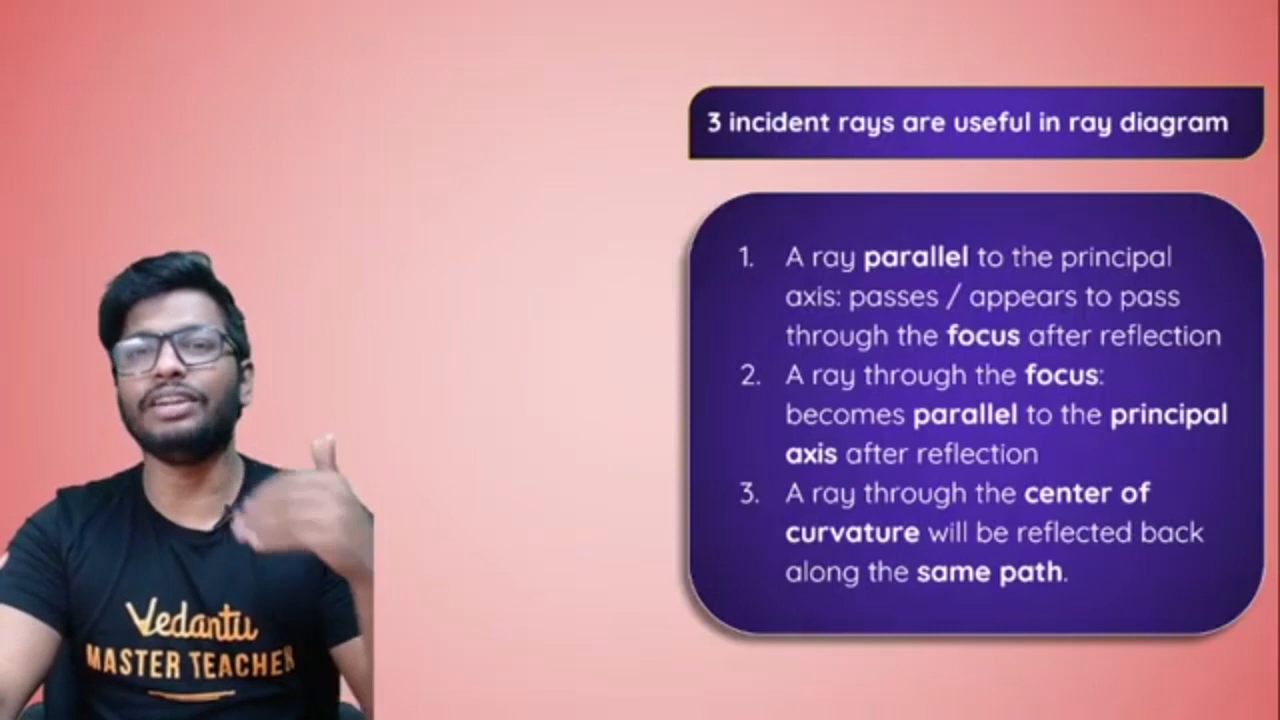 3 incident rays are useful in ray diagram
1. A ray parallel to the principal
axis: passes / appears to pass
through the focus after reflection
2. A ray through the focus:
becomes parallel to the principal
axis after reflection
3. A ray through the center of
curvature will be reflected back
along the same path.
Vedantu
MASTER TEACHER